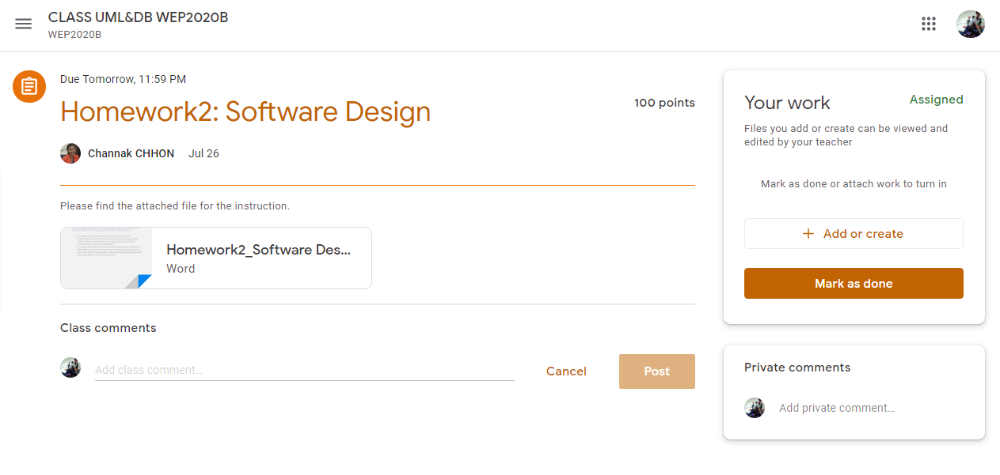 CLASS UML&DB WEP2020B
WEP2020B
Due Tomorrow, 11:59 PM
Homework2: Software Design
100 points
Channak CHHON Jul 26
Please find the attached file for the instruction.
Homework2_Software Des...
Word
Class comments
Add class comment...
Cancel
Post
Your work
Assigned
Files you add or create can be viewed and
edited by your teacher
Mark as done or attach work to turn in
+ Add or create
Mark as done
Private comments
Add private comment...